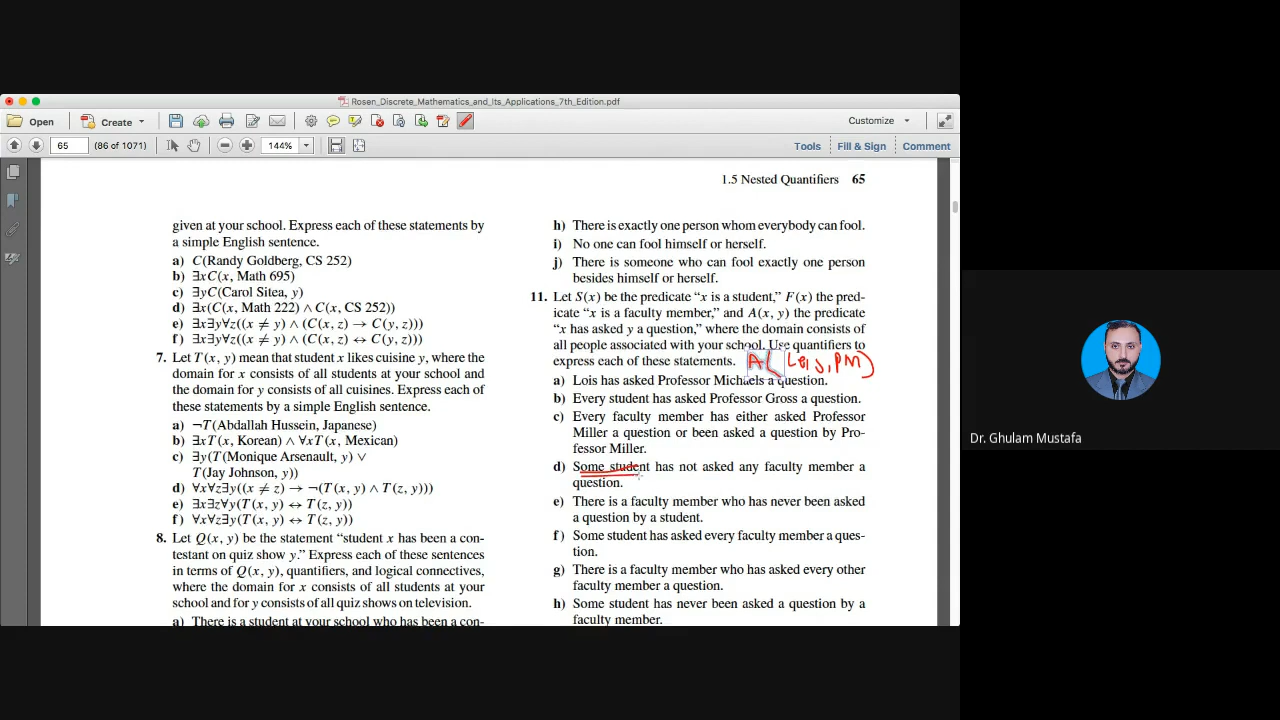 Rosen_Discrete_Mathematics_and_Its_Applications_7th_Edition.pdf
Open Create Customize
65 (86 of 1071) 144% Tools Fill & Sign Comment
1.5 Nested Quantifiers 65
given at your school. Express each of these statements by
a simple English sentence.
a) C(Randy Goldberg, CS 252)
b) ∃xC(x, Math 695)
c) ∃yC(Carol Sitea, y)
d) ∃x(C(x, Math 222) ∧ C(x, CS 252))
e) ∃x∃y∀z((x ≠ y) ∧ (C(x, z) → C(y, z)))
f) ∃x∃y∀z((x ≠ y) ∧ (C(x, z) ↔ C(y, z)))
7. Let T(x, y) mean that student x likes cuisine y, where the
domain for x consists of all students at your school and
the domain for y consists of all cuisines. Express each of
these statements by a simple English sentence.
a) ¬T(Abdallah Hussein, Japanese)
b) ∃xT(x, Korean) ∧ ∀xT(x, Mexican)
c) ∃y(T(Monique Arsenault, y) ∨
T(Jay Johnson, y))
d) ∀x∀z∃y((x ≠ z) → ¬(T(x, y) ∧ T(z, y)))
e) ∃x∃z∀y(T(x, y) ↔ T(z, y))
f) ∀x∀z∃y(T(x, y) ↔ T(z, y))
8. Let Q(x, y) be the statement “student x has been a con-
testant on quiz show y.” Express each of these sentences
in terms of Q(x, y), quantifiers, and logical connectives,
where the domain for x consists of all students at your
school and for y consists of all quiz shows on television.
a) There is a student at your school who has been a con-
h) There is exactly one person whom everybody can fool.
i) No one can fool himself or herself.
j) There is someone who can fool exactly one person
besides himself or herself.
11. Let S(x) be the predicate “x is a student,” F(x) the pred-
icate “x is a faculty member,” and A(x, y) the predicate
“x has asked y a question,” where the domain consists of
all people associated with your school. Use quantifiers to
express each of these statements. A( Lois, PM)
a) Lois has asked Professor Michaels a question.
b) Every student has asked Professor Gross a question.
c) Every faculty member has either asked Professor
Miller a question or been asked a question by Pro-
fessor Miller.
d) Some student has not asked any faculty member a
question.
e) There is a faculty member who has never been asked
a question by a student.
f) Some student has asked every faculty member a ques-
tion.
g) There is a faculty member who has asked every other
faculty member a question.
h) Some student has never been asked a question by a
faculty member.
Dr. Ghulam Mustafa